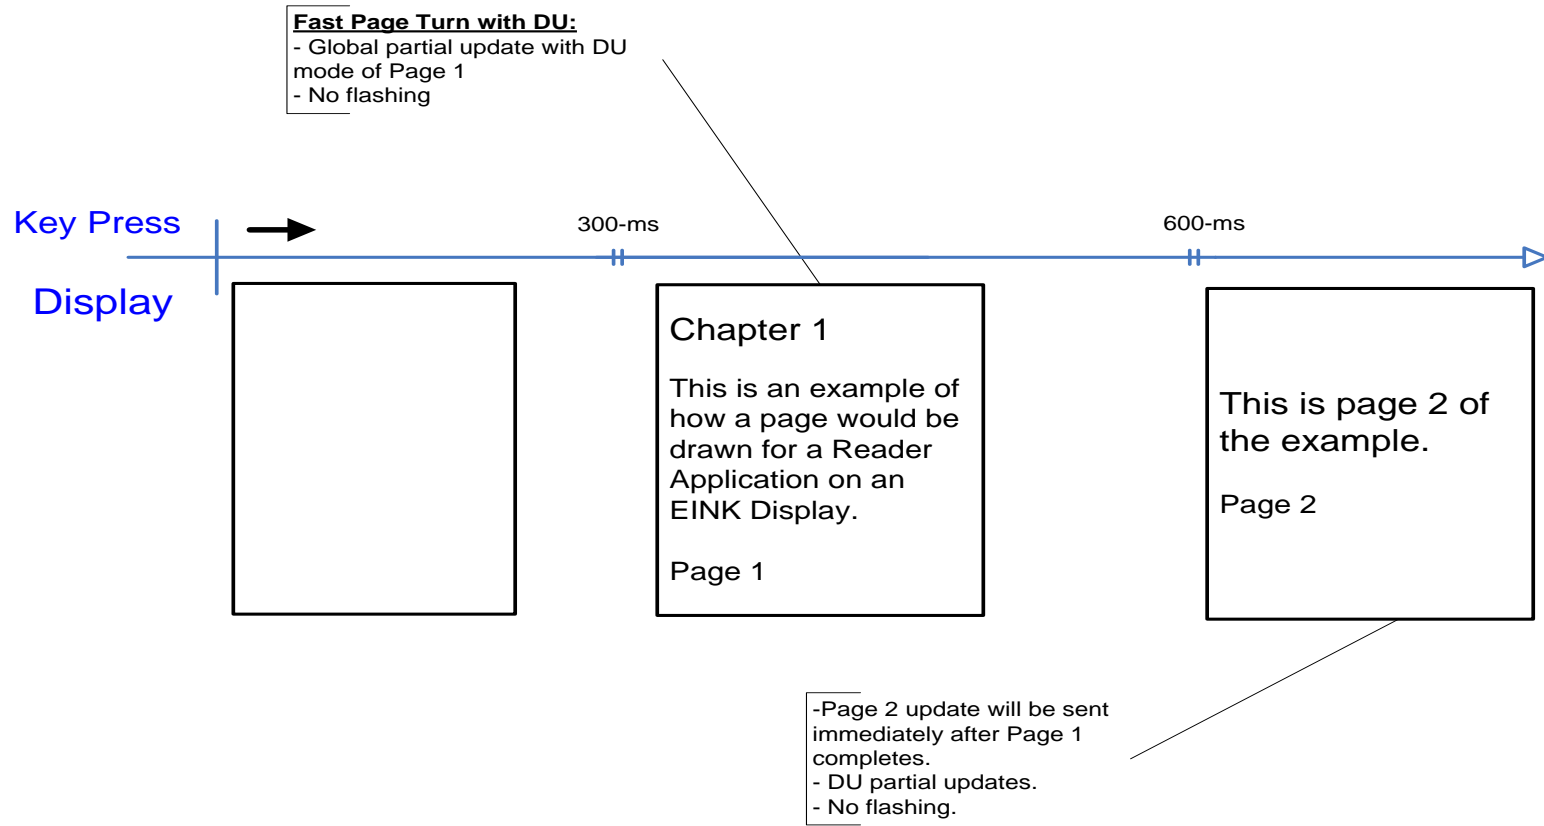 Fast Page Turn with DU:
- Global partial update with DU
mode of Page 1
- No flashing
Key Press
300-ms
600-ms
Display
Chapter 1
This is an example of
how a page would be
drawn for a Reader
Application on an
EINK Display.
Page 1
This is page 2 of
the example.
Page 2
-Page 2 update will be sent
immediately after Page 1
completes.
- DU partial updates.
- No flashing.